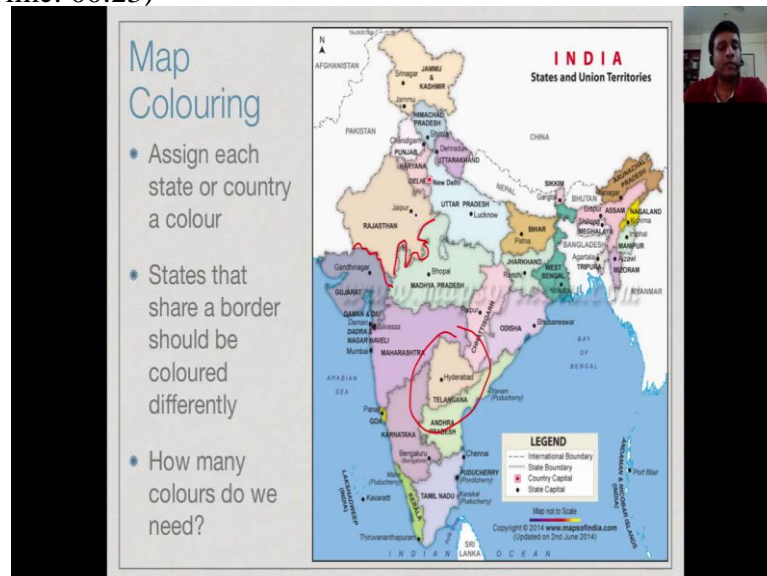 Map
Colouring
• Assign each
state or country
a colour
• States that
share a border
should be
coloured
differently
• How many
colours do we
need?
INDIA
States and Union Territories
N
AFGHANISTAN
Srinagar
JAMMU
&
KASHMIR
Jammu
HIMACHAL
PRADESH
Shimla
CHINA
PAKISTAN
Chandigarh
PUNJAB
Dehradun
UTTARAKHAND
HARYANA
DELHI
New Delhi
ARUNACHAL
PRADESH
Itanagar
NEPAL
SIKKIM
Gangtok
BHUTAN
Jaipur
UTTAR PRADESH
Lucknow
Dispur
ASSAM
NAGALAND
Kohima
RAJASTHAN
BIHAR
Patna
Shillong
MEGHALAYA
Imphal
MANIPUR
BANGLADESH
Agartala
TRIPURA
Aizawl
MIZORAM
Gandhinagar
Bhopal
JHARKHAND
Ranchi
WEST
BENGAL
Kolkata
GUJARAT
MADHYA PRADESH
MYANMAR
www.mapsofindia.com
Raipur
CHHATTISGARH
DAMAN & DIU
Daman
Silvassa
DADRA &
NAGAR HAVELI
ODISHA
Bhubaneswar
Mumbai
MAHARASHTRA
BAY
OF
BENGAL
ARABIAN
SEA
Hyderabad
TELANGANA
Yanam
(Puducherry)
Panaji
GOA
ANDHRA
PRADESH
KARNATAKA
LEGEND
International Boundary
State Boundary
Country Capital
State Capital
Bengaluru
(Bangalore)
Chennai
Mahe
(Puducherry)
PUDUCHERRY
(Pondicherry)
LAKSHADWEEP
(INDIA)
Kavaratti
KERALA
TAMIL NADU
Karaikal
(Puducherry)
ANDAMAN & NICOBAR ISLANDS
(INDIA)
Port Blair
Map not to Scale
Copyright © 2014 www.mapsofindia.com
(Updated on 2nd June 2014)
Thiruvananthapuram
SRI
LANKA
INDIAN OCEAN